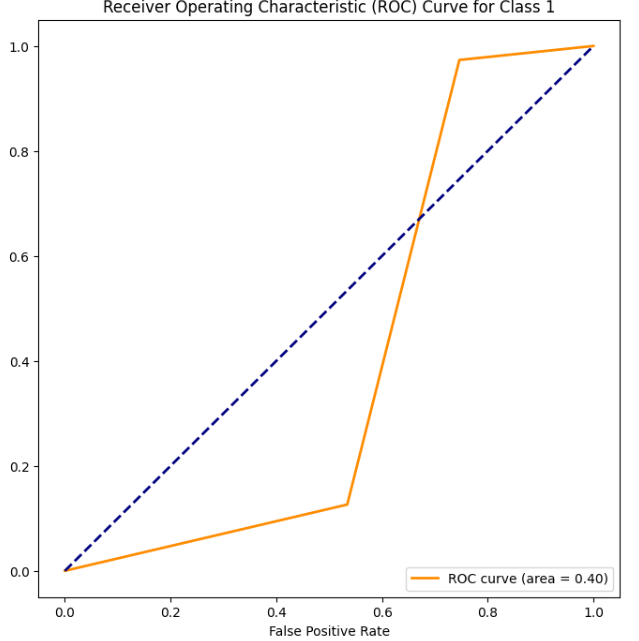 Receiver Operating Characteristic (ROC) Curve for Class 1
1.0
0.8
0.6
0.4
0.2
0.0
ROC curve (area = 0.40)
0.0 0.2 0.4 0.6 0.8 1.0
False Positive Rate